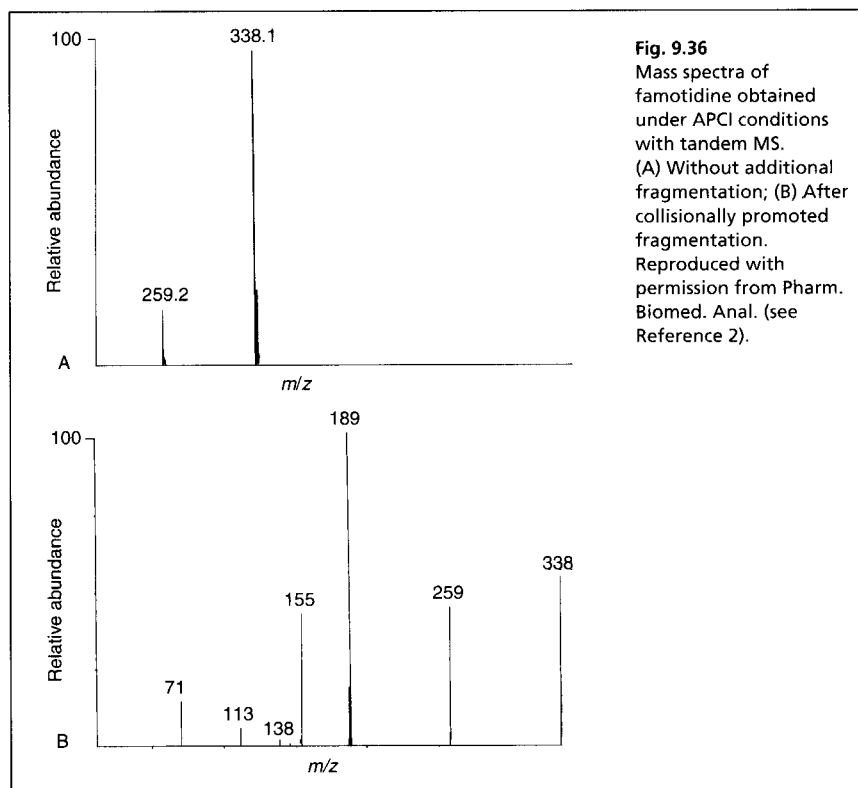 Fig. 9.36
Mass spectra of
famotidine obtained
under APCI conditions
with tandem MS.
(A) Without additional
fragmentation; (B) After
collisionally promoted
fragmentation.
Reproduced with
permission from Pharm.
Biomed. Anal. (see
Reference 2).
100
338.1
Relative abundance
259.2
A
m/z
100
189
Relative abundance
338
259
155
71
113
138
B
m/z